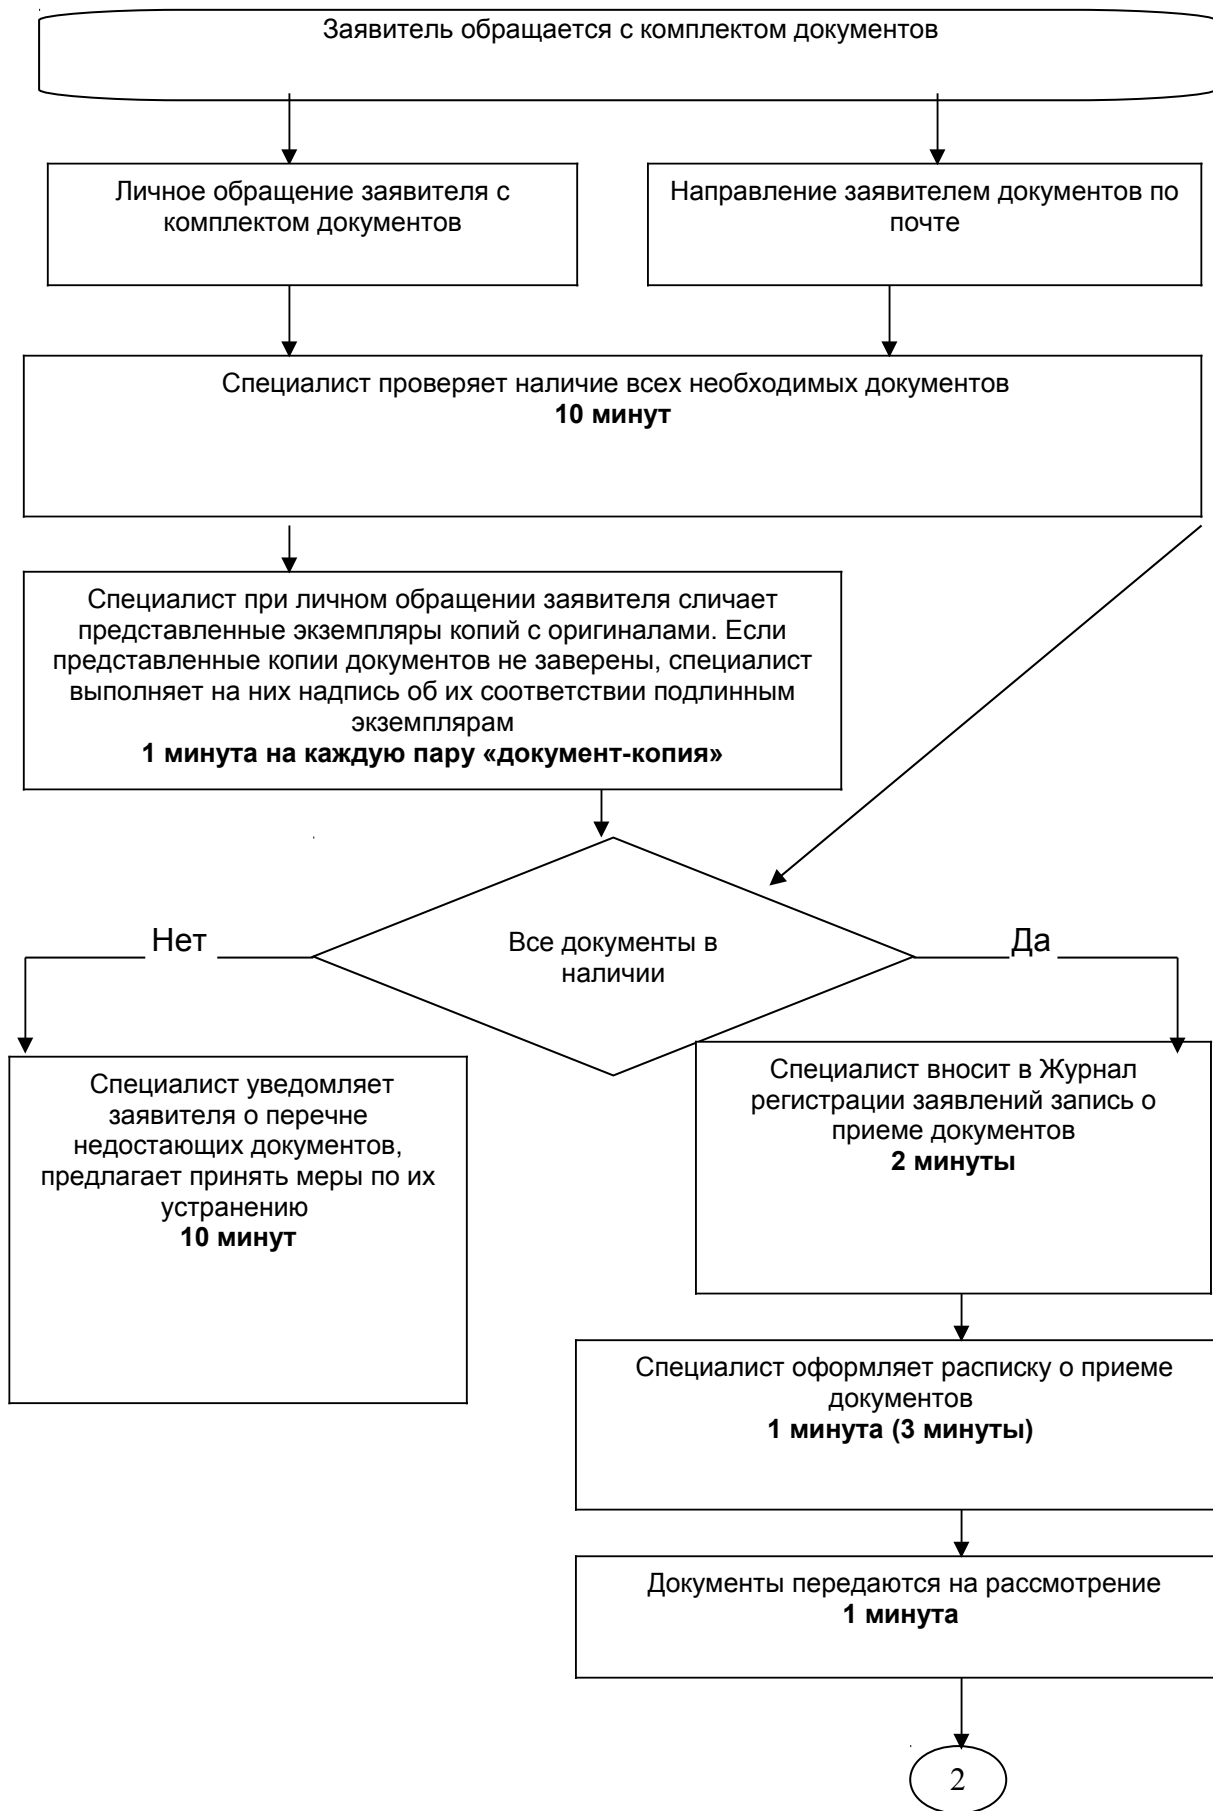 Заявитель обращается с комплектом документов
Личное обращение заявителя с
комплектом документов
Направление заявителем документов по
почте
Специалист проверяет наличие всех необходимых документов
10 минут
Специалист при личном обращении заявителя сличает
представленные экземпляры копий с оригиналами. Если
представленные копии документов не заверены, специалист
выполняет на них надпись об их соответствии подлинным
экземплярам
1 минута на каждую пару «документ-копия»
Нет
Все документы в
наличии
Да
Специалист уведомляет
заявителя о перечне
недостающих документов,
предлагает принять меры по их
устранению
10 минут
Специалист вносит в Журнал
регистрации заявлений запись о
приеме документов
2 минуты
Специалист оформляет расписку о приеме
документов
1 минута (3 минуты)
Документы передаются на рассмотрение
1 минута
2